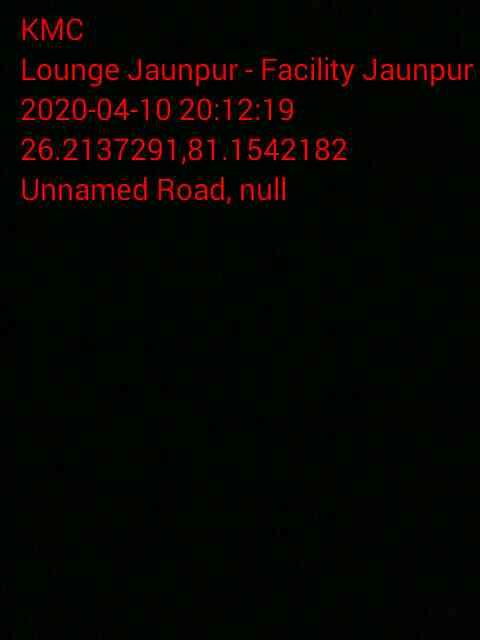 KMC
Lounge Jaunpur - Facility Jaunpur
2020-04-10 20:12:19
26.2137291,81.1542182
Unnamed Road, null